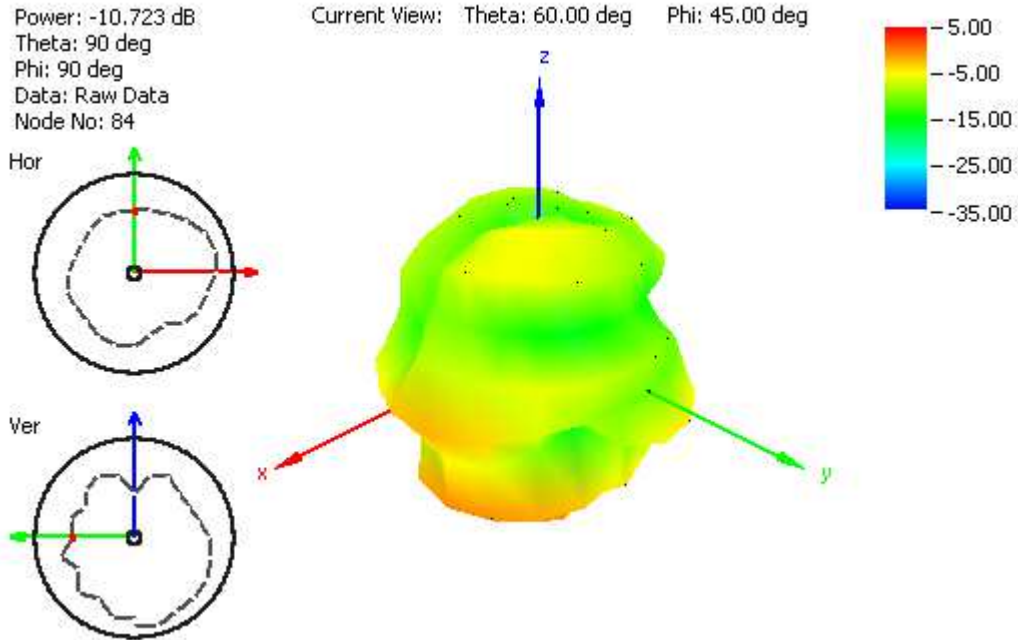 Power: -10.723 dB
Theta: 90 deg
Phi: 90 deg
Data: Raw Data
Node No: 84
Current View: Theta: 60.00 deg Phi: 45.00 deg
5.00
-5.00
-15.00
-25.00
-35.00
Hor
Ver
z
x
y